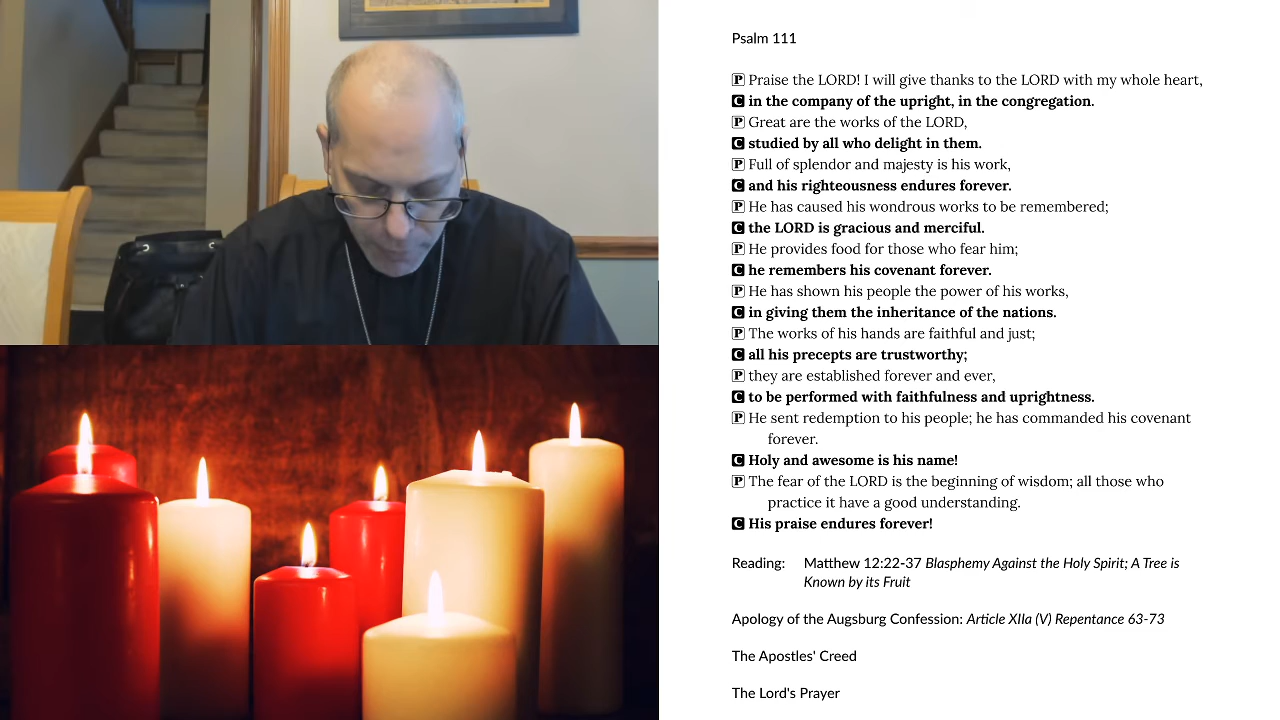 Psalm 111
P Praise the LORD! I will give thanks to the LORD with my whole heart,
C in the company of the upright, in the congregation.
P Great are the works of the LORD,
C studied by all who delight in them.
P Full of splendor and majesty is his work,
C and his righteousness endures forever.
P He has caused his wondrous works to be remembered;
C the LORD is gracious and merciful.
P He provides food for those who fear him;
C he remembers his covenant forever.
P He has shown his people the power of his works,
C in giving them the inheritance of the nations.
P The works of his hands are faithful and just;
C all his precepts are trustworthy;
P they are established forever and ever,
C to be performed with faithfulness and uprightness.
P He sent redemption to his people; he has commanded his covenant
forever.
C Holy and awesome is his name!
P The fear of the LORD is the beginning of wisdom; all those who
practice it have a good understanding.
C His praise endures forever!
Reading: Matthew 12:22-37 Blasphemy Against the Holy Spirit; A Tree is
Known by its Fruit
Apology of the Augsburg Confession: Article XIIa (V) Repentance 63-73
The Apostles' Creed
The Lord's Prayer